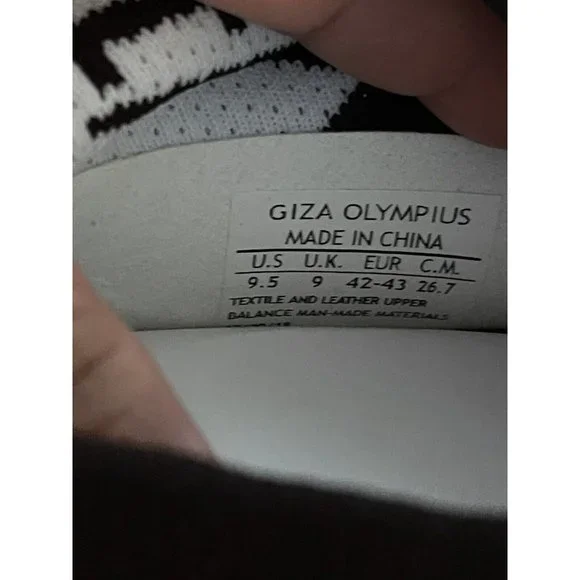 GIZA OLYMPIUS
MADE IN CHINA
U.S U.K. EUR C.M.
9.5 9 42-43 26.7
TEXTILE AND LEATHER UPPER
BALANCE MAN-MADE MATERIALS